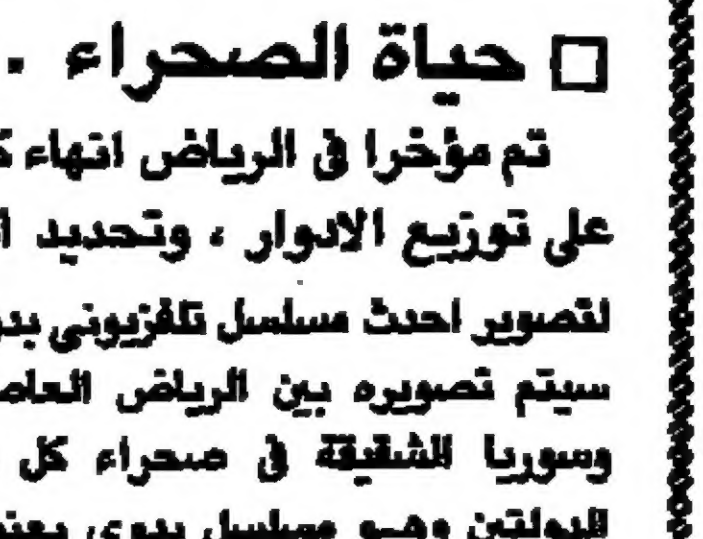 □ حياة الصحراء .
تم مؤخرا في الرياض انهاء
على توزيع الادوار ، وتحديد
لتصوير احدث مسلسل تلفزيوني
سيتم تصويره بين الرياض
وسوريا الشقيقة في صحراء كل
الدولتين وهو مسلسل بدوى